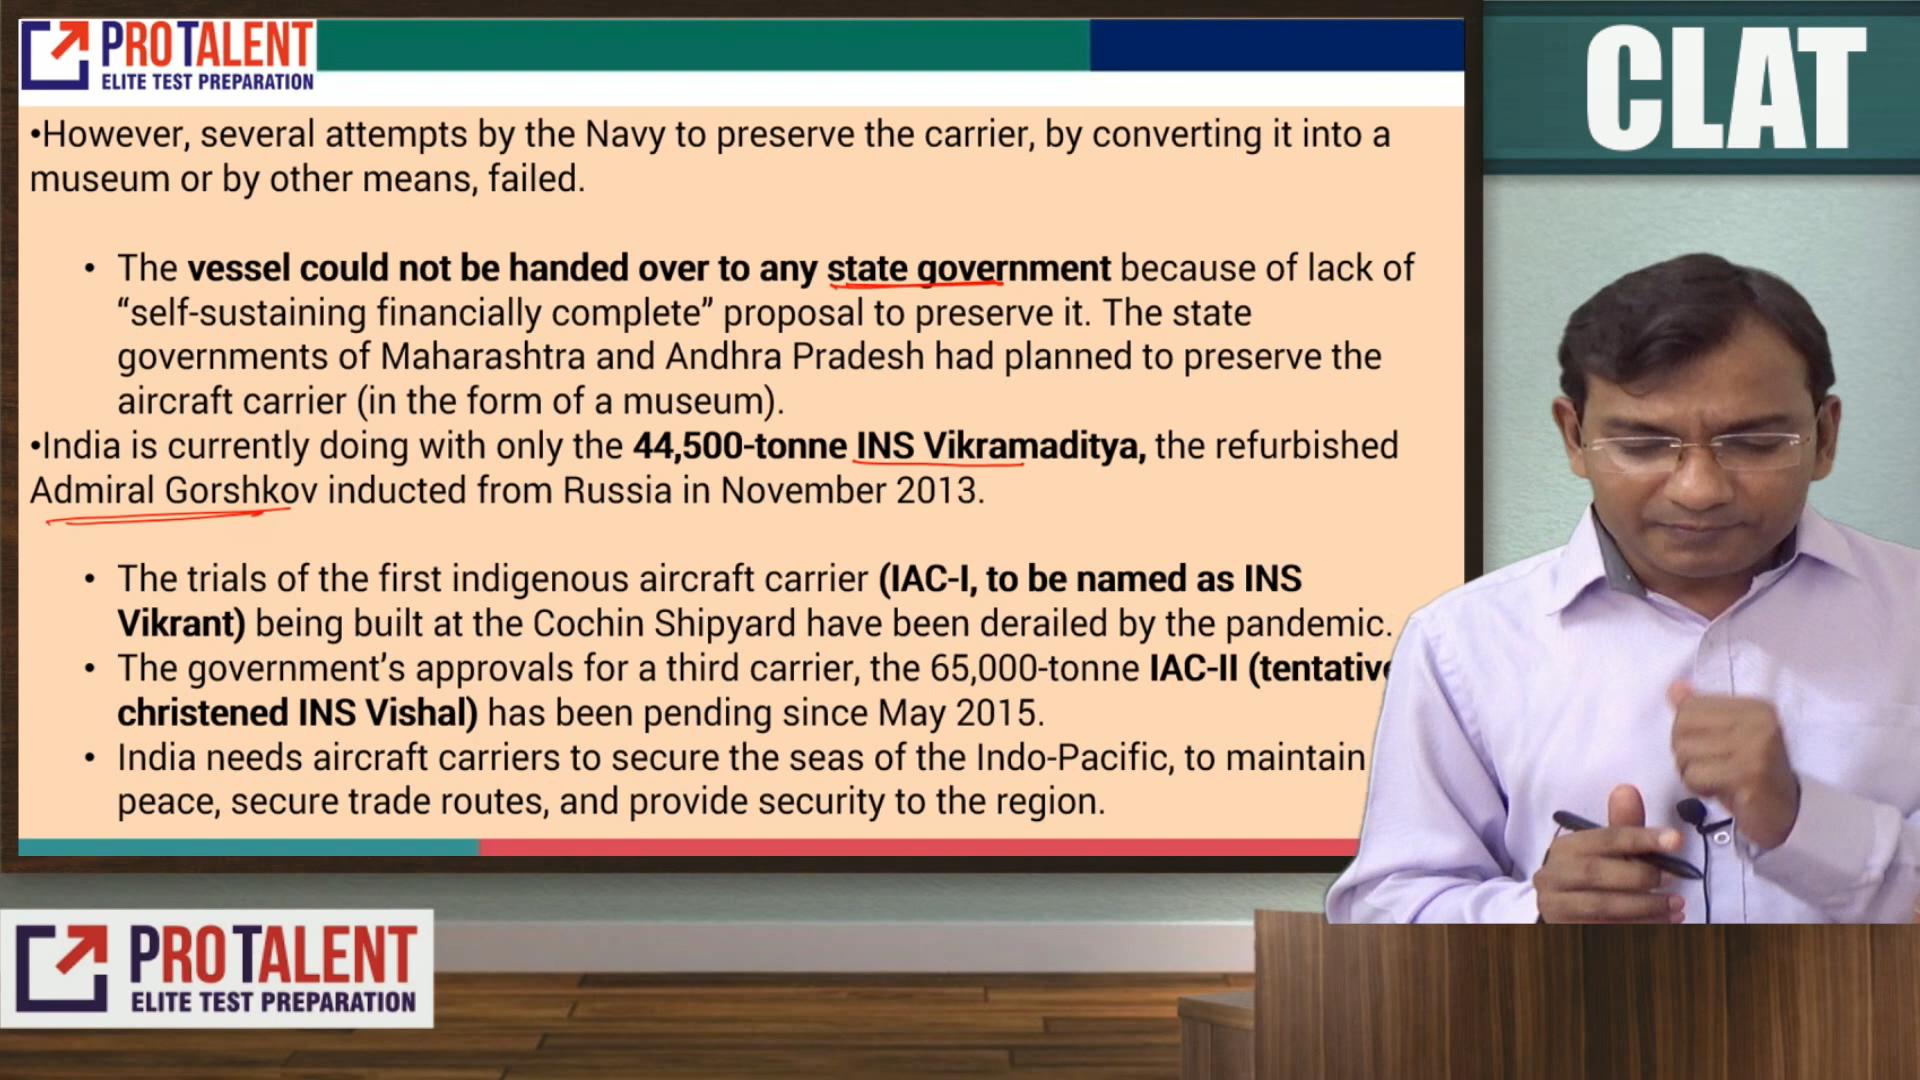 PRO TALENT
ELITE TEST PREPARATION
CLAT
•However, several attempts by the Navy to preserve the carrier, by converting it into a
museum or by other means, failed.
• The vessel could not be handed over to any state government because of lack of
“self-sustaining financially complete” proposal to preserve it. The state
governments of Maharashtra and Andhra Pradesh had planned to preserve the
aircraft carrier (in the form of a museum).
•India is currently doing with only the 44,500-tonne INS Vikramaditya, the refurbished
Admiral Gorshkov inducted from Russia in November 2013.
• The trials of the first indigenous aircraft carrier (IAC-I, to be named as INS
Vikrant) being built at the Cochin Shipyard have been derailed by the pandemic.
• The government’s approvals for a third carrier, the 65,000-tonne IAC-II (tentative
christened INS Vishal) has been pending since May 2015.
• India needs aircraft carriers to secure the seas of the Indo-Pacific, to maintain
peace, secure trade routes, and provide security to the region.
PRO TALENT
ELITE TEST PREPARATION